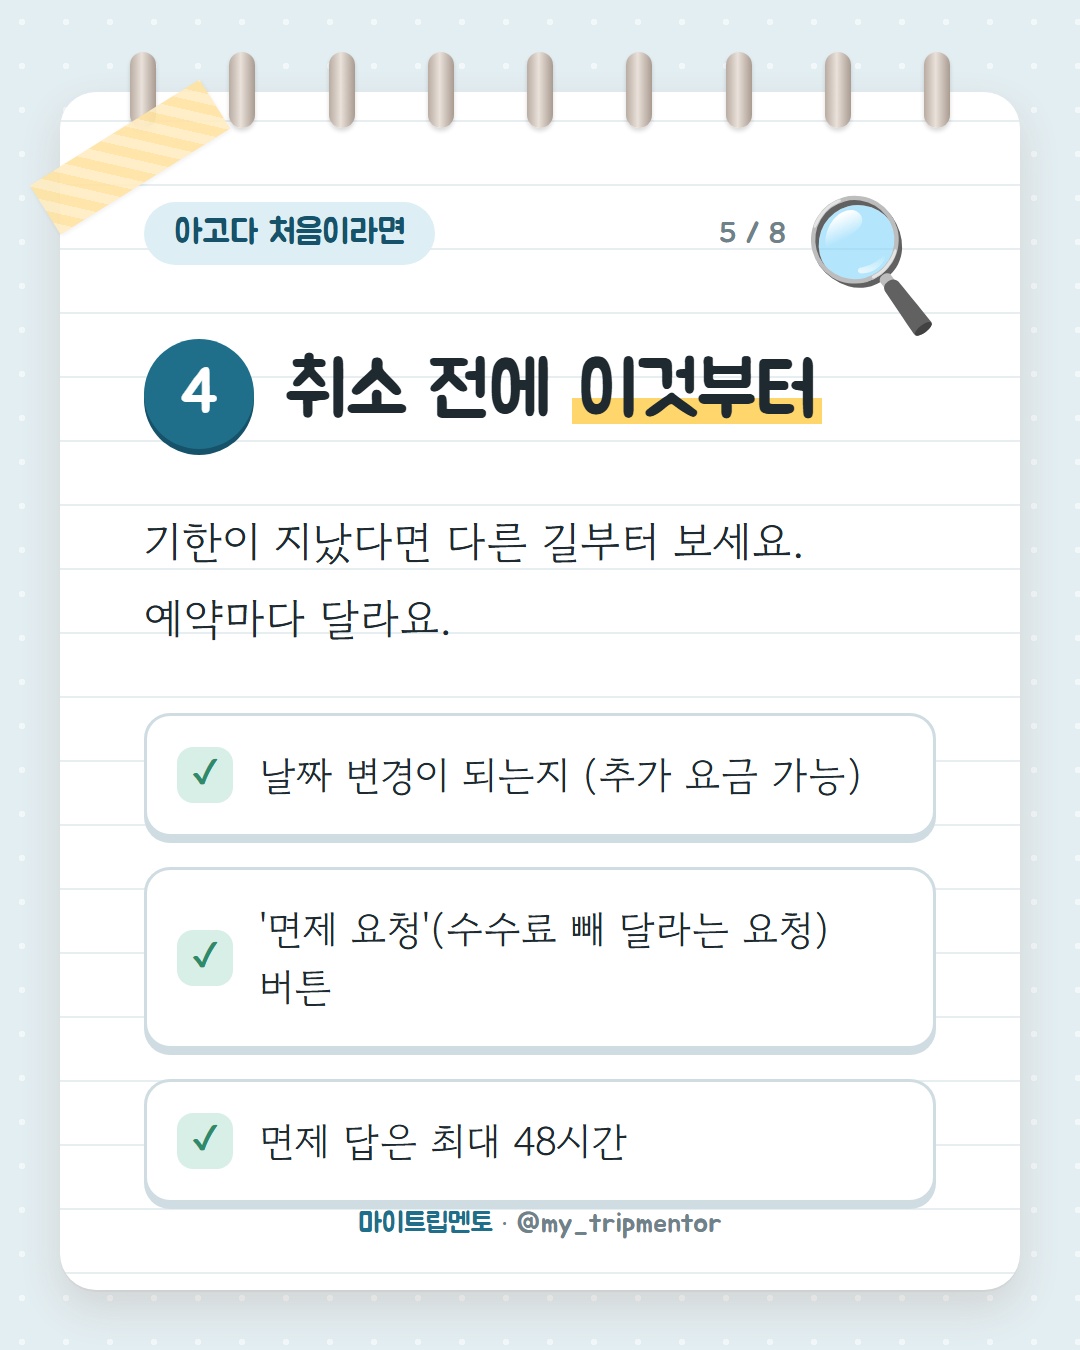 아고다 처음이라면
5 / 8
4 취소 전에 이것부터
기한이 지났다면 다른 길부터 보세요.
예약마다 달라요.
✓ 날짜 변경이 되는지 (추가 요금 가능)
✓ '면제 요청'(수수료 빼 달라는 요청)
버튼
✓ 면제 답은 최대 48시간
마이트립멘토 · @my_tripmentor